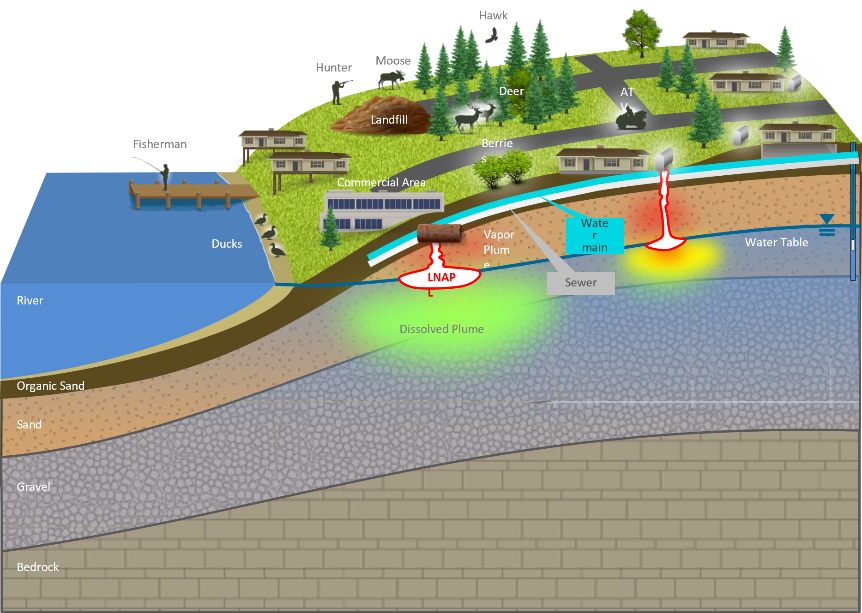 Hawk
Moose
Hunter
Deer
AT
V
Landfill
Fisherman
Berrie
s
Commercial Area
Ducks
Vapor
Plum
e
Wate
r
main
Water Table
LNAP
L
Sewer
River
Dissolved Plume
Organic Sand
Sand
Gravel
Bedrock